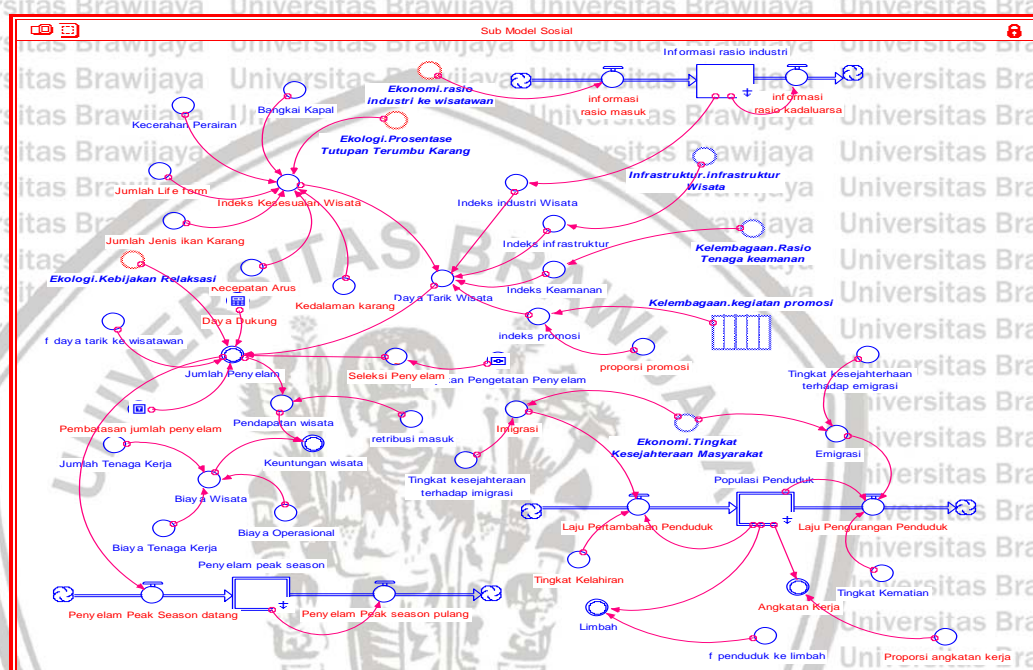 Sub Model Sosial
Informasi rasio industri
Ekonomi.rasio
industri ke wisatawan
informasi
rasio masuk
informasi
rasio kadaluarsa
Bangkai Kapal
Kecerahan Perairan
Ekologi.Prosentase
Tutupan Terumbu Karang
Infrastruktur.infrastruktur
Wisata
Jumlah Life form
Indeks Kesesuaian Wisata
Indeks industri Wisata
Jumlah Jenis ikan Karang
Indeks infrastruktur
Kelembagaan.Rasio
Tenaga keamanan
Ekologi.Kebijakan Relaksasi
Kecepatan Arus
Kedalaman karang
Daya Tarik Wisata
Indeks Keamanan
Kelembagaan.kegiatan promosi
Daya Dukung
f daya tarik ke wisatawan
indeks promosi
Jumlah Penyelam
Seleksi Penyelam
an Pengetatan Penyelam
proporsi promosi
Tingkat kesejahterhaan
terhadap emigrasi
Pembatasan jumlah penyelam
Pendapatan wisata
retribusi masuk
Imigrasi
Ekonomi.Tingkat
Kesejahteraan Masyarakat
Emigrasi
Jumlah Tenaga Kerja
Keuntungan wisata
Tingkat kesejahteraan
terhadap imigrasi
Populasi Penduduk
Biaya Wisata
Biaya Operasional
Biaya Tenaga Kerja
Laju Pertambahan Penduduk
Laju Pengurangan Penduduk
Penyelam peak season
Tingkat Kelahiran
Tingkat Kematian
Penyelam Peak Season datang
Penyelam Peak season pulang
Angkatan Kerja
Limbah
f penduduk ke limbah
Proporsi angkatan kerja
UNIVERSITAS BRAWIJAYA